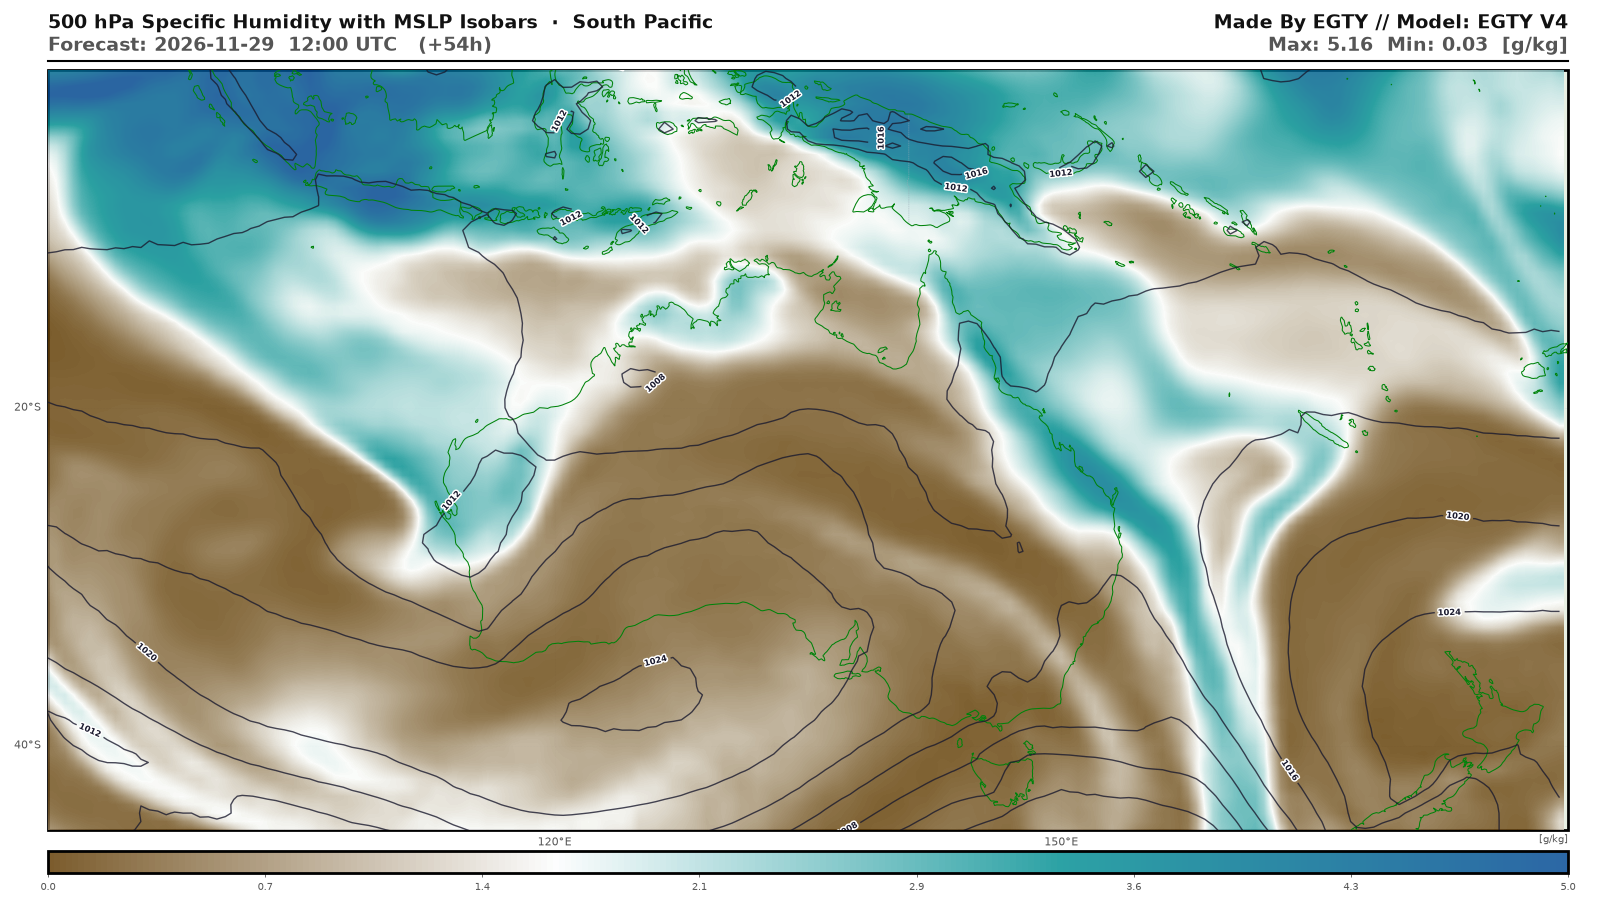 500 hPa Specific Humidity with MSLP Isobars · South Pacific
Made By EGTY // Model: EGTY V4
Forecast: 2026-11-29 12:00 UTC (+54h)
Max: 5.16 Min: 0.03 [g/kg]
1012
1012
1016
1012
1016
1012
1012
1012
1008
20°S
1012
1020
1024
1020
1024
1012
40°S
1016
120°E
150°E
[g/kg]
0.0 0.7 1.4 2.1 2.9 3.6 4.3 5.0